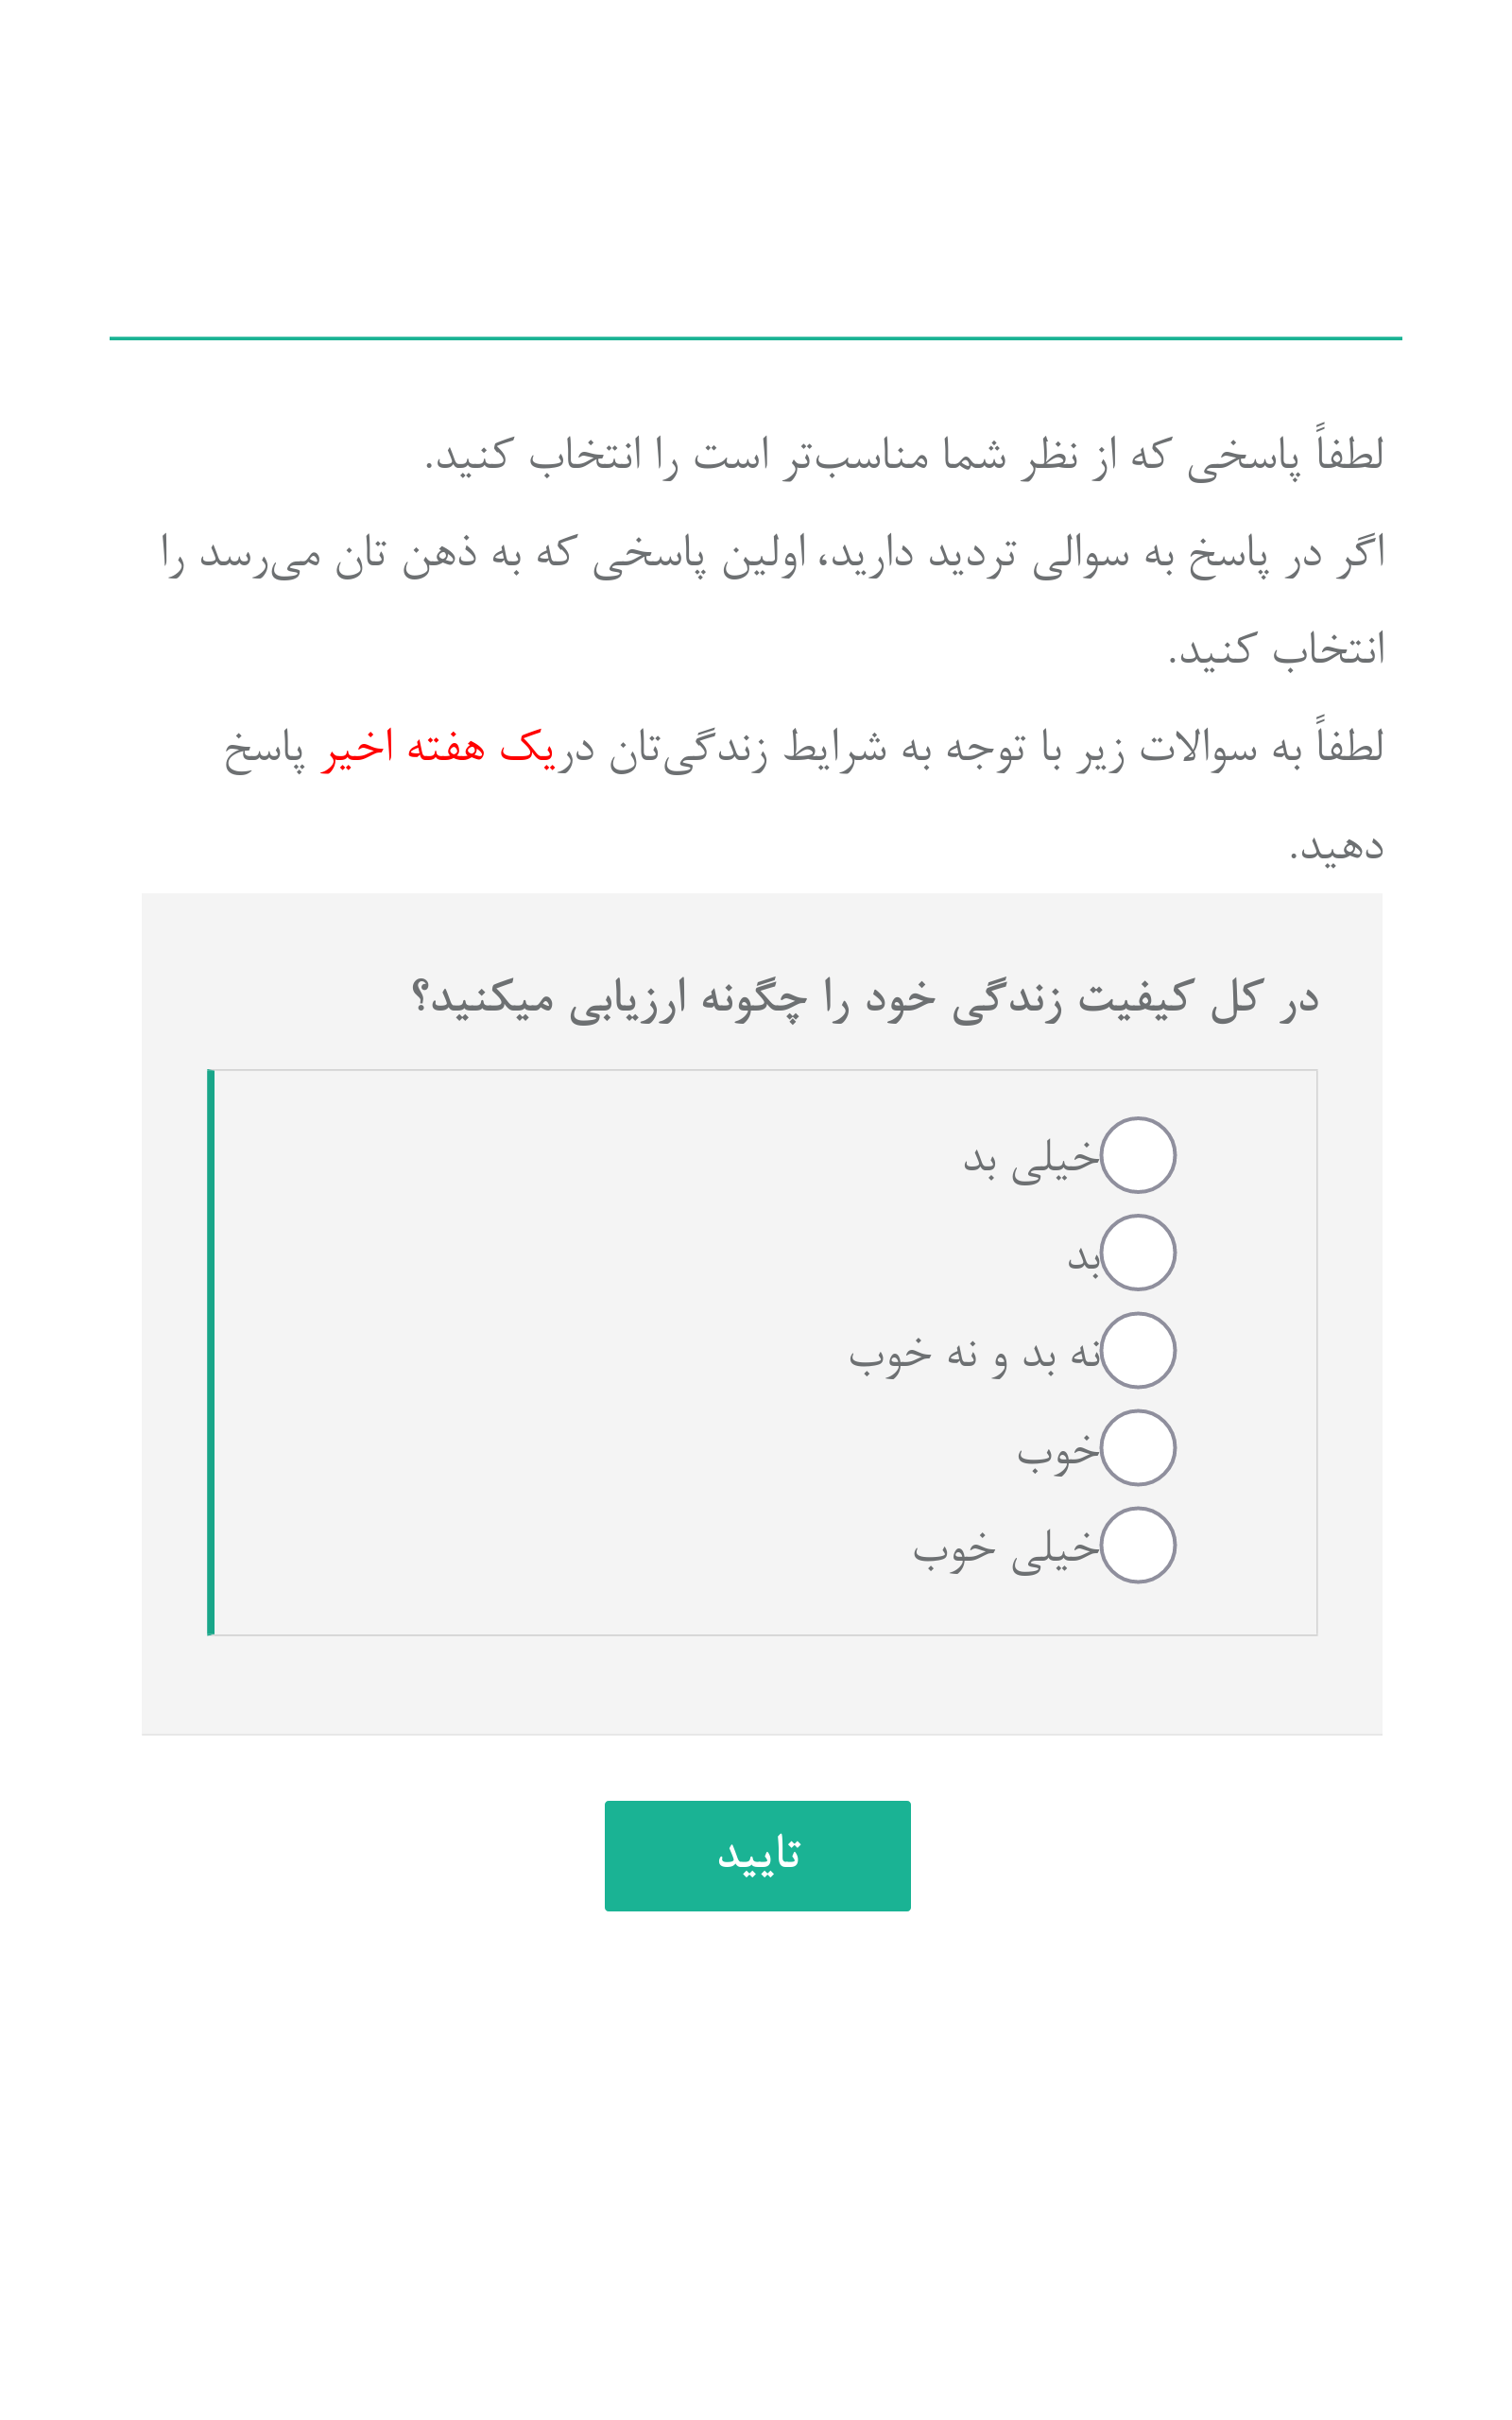 لطفاً پاسخی که از نظر شما مناسب‌تر است را انتخاب کنید.
اگر در پاسخ به سوالی تردید دارید، اولین پاسخی که به ذهن تان می‌رسد را
انتخاب کنید.
لطفاً به سوالات زیر با توجه به شرایط زندگی‌تان دریک هفته اخیر پاسخ
دهید.
در کل کیفیت زندگی خود را چگونه ارزیابی میکنید؟
خیلی بد
بد
نه بد و نه خوب
خوب
خیلی خوب
تایید